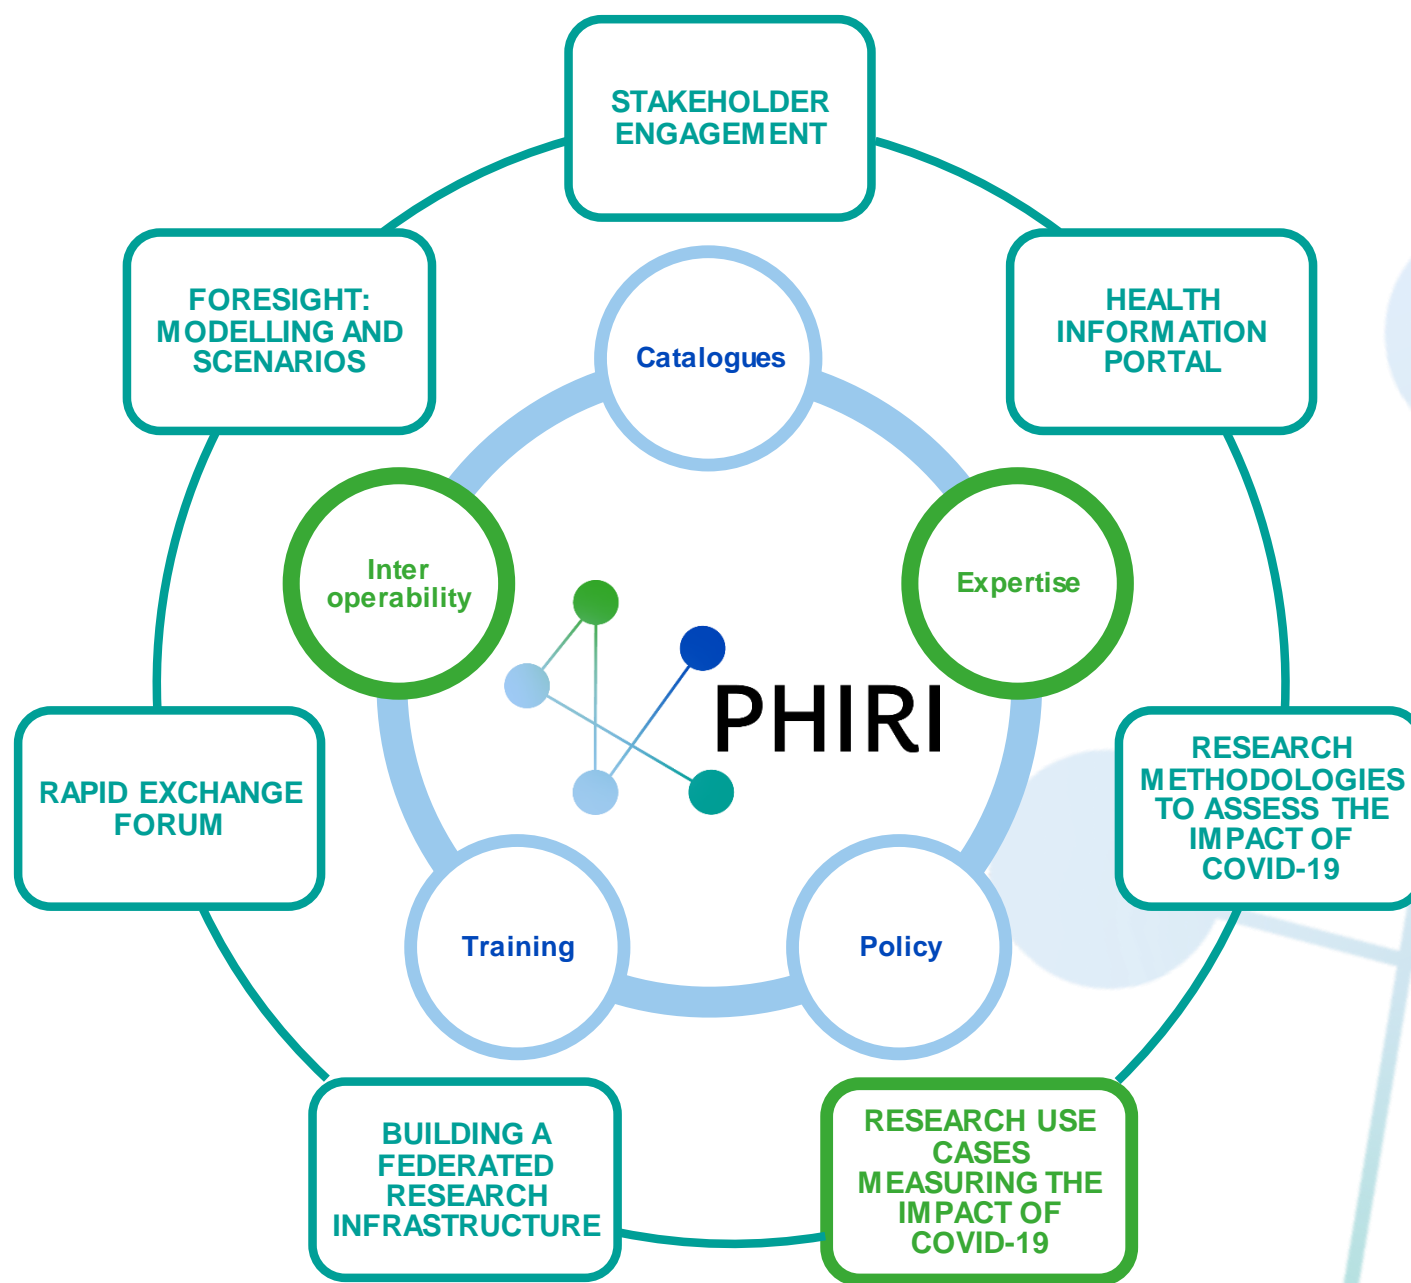 STAKEHOLDER
ENGAGEMENT
FORESIGHT:
MODELLING AND
SCENARIOS
HEALTH
INFORMATION
PORTAL
Catalogues
Inter
operability
Expertise
PHIRI
RAPID EXCHANGE
FORUM
RESEARCH
METHODOLOGIES
TO ASSESS THE
IMPACT OF
COVID-19
Training
Policy
BUILDING A
FEDERATED
RESEARCH
INFRASTRUCTURE
RESEARCH USE
CASES
MEASURING THE
IMPACT OF
COVID-19